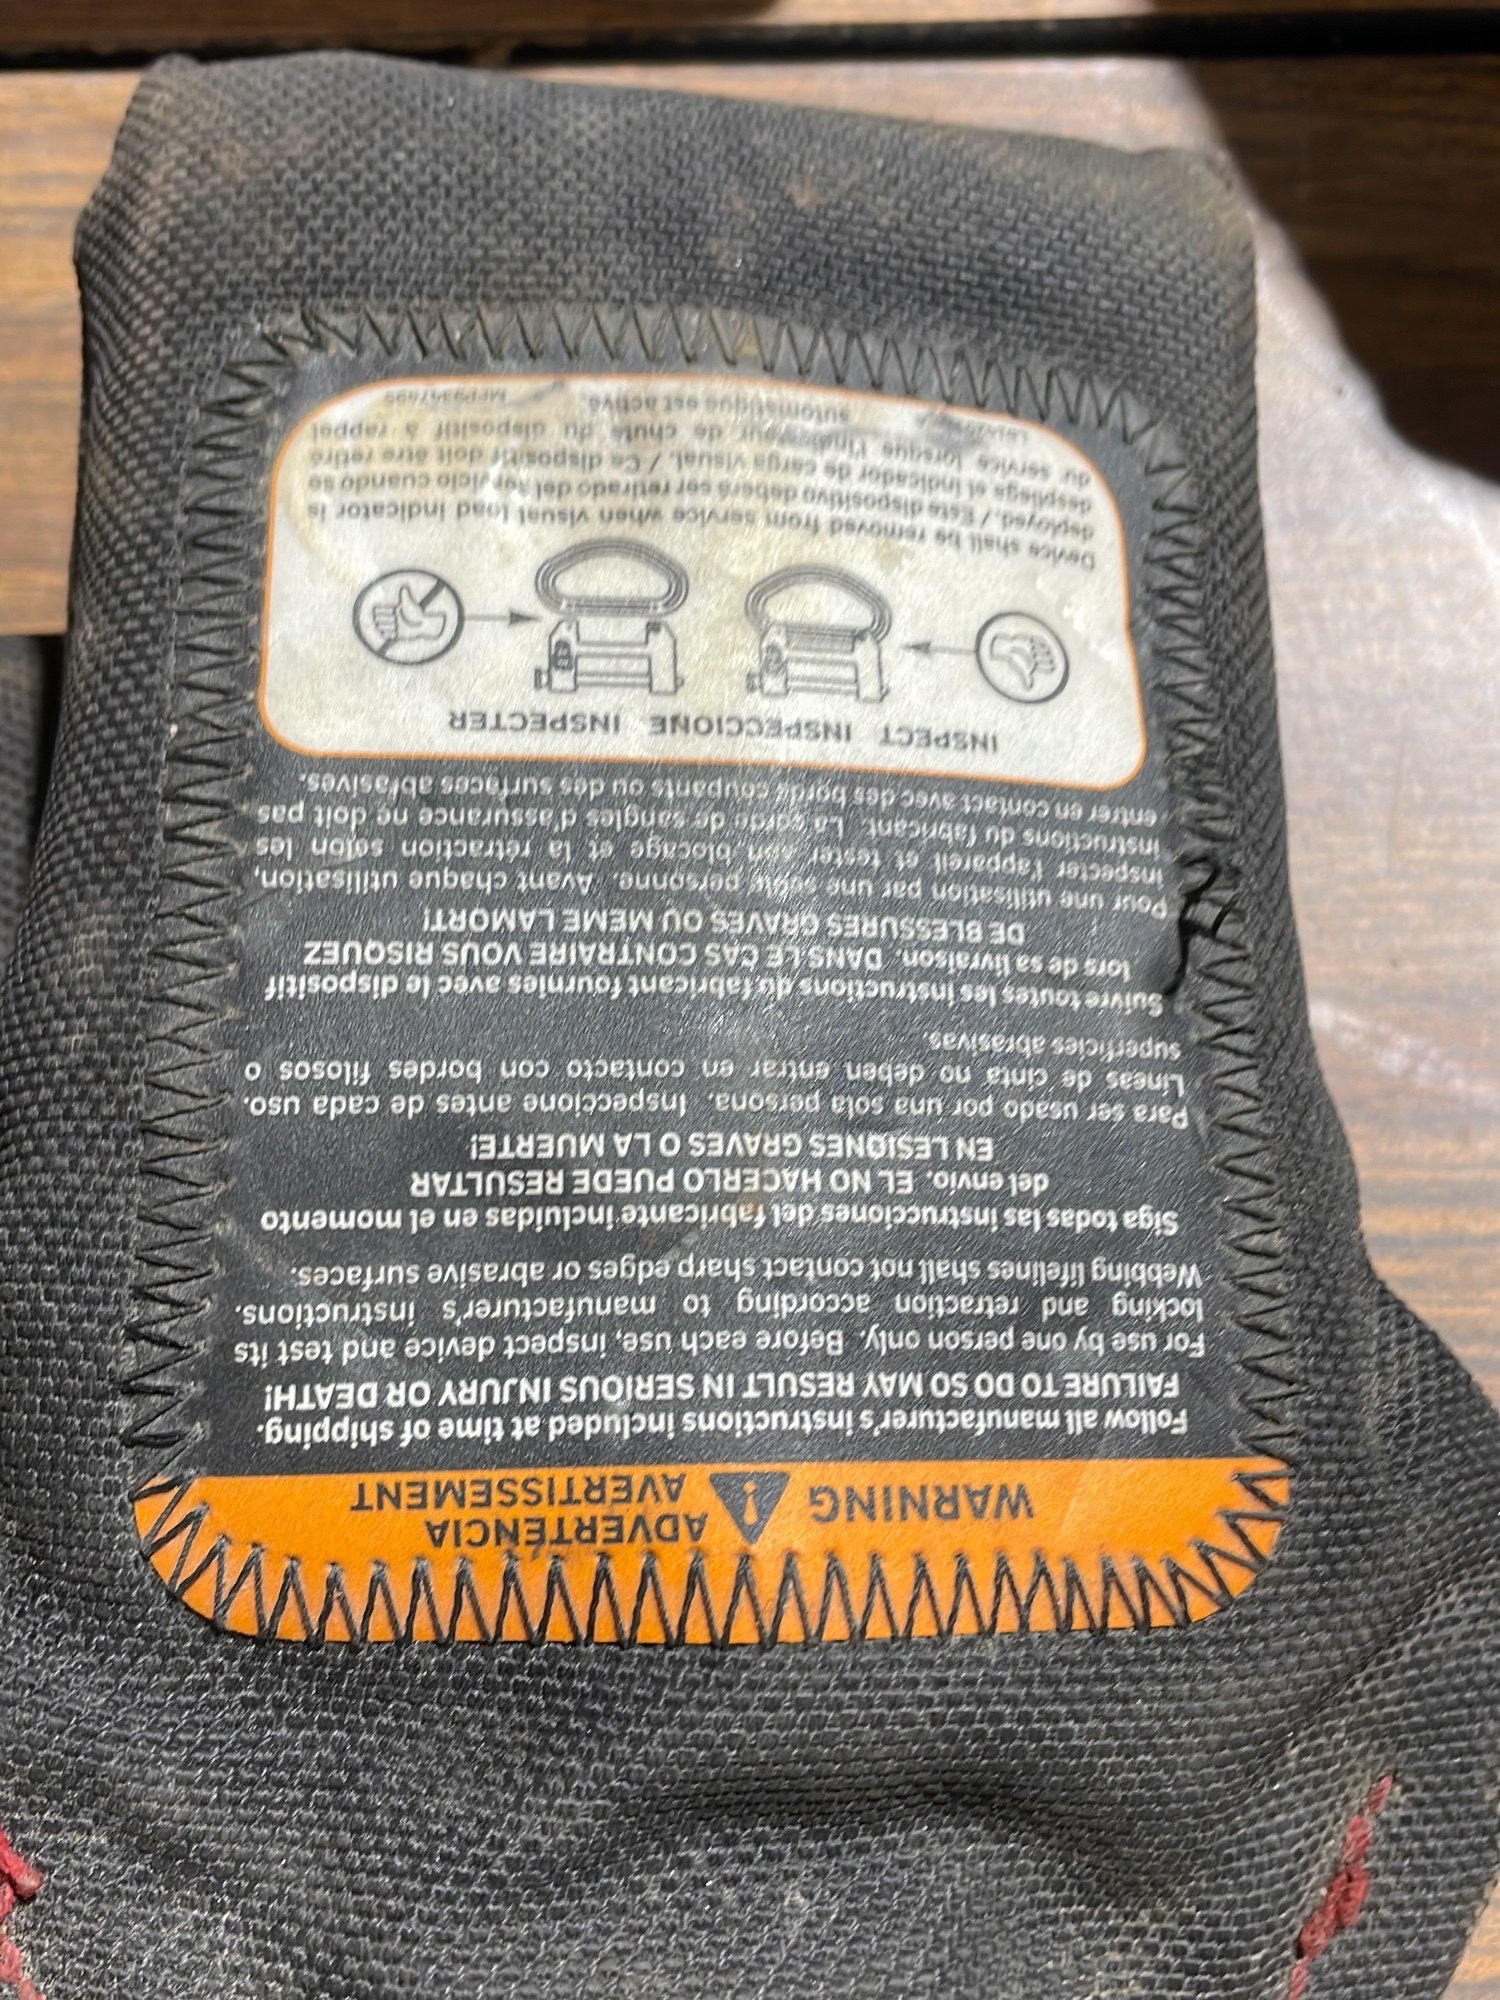 WARNING
ADVERTÉNCIA
AVERTISSEMENT
Follow all manufacturer's instructions included at time of shipping.
FAILURE TO DO SO MAY RESULT IN SERIOUS INJURY OR DEATH!
For use by one person only. Before each use, inspect device and test its
locking and retraction according to manufacturer's instructions.
Webbing lifelines shall not contact sharp edges or abrasive surfaces.
Siga todas las instrucciones del fabricante incluidas en el momento
del envio. EL NO HACERLO PUEDE RESULTAR
EN LESIONES GRAVES O LA MUERTE!
Para ser usado por una sola persona. Inspeccione antes de cada uso.
Lineas de cinta no deben entrar en contacto con bordes filosos o
superficies abrasivas.
Suivre toutes les instructions du fabricant fournies avec le dispositif
lors de sa livraison. DANS LE CAS CONTRAIRE VOUS RISQUEZ
DE BLESSURES GRAVES OU MEME LAMORT!
Pour une utilisation par une seule personne. Avant chaque utilisation,
inspecter l'appareil et tester son blocage et la rétraction selon les
instructions du fabricant. La corde de sangles d'assurance ne doit pas
entrer en contact avec des bords coupants ou des surfaces abrasives.
INSPECT INSPECCIONE INSPECTER
Device shall be removed from service when visual load indicator is
deployed. / Este dispositivo deberá ser retirado del servicio cuando se
despliega el indicador de carga visual. / Ce dispositif doit être retiré
du service lorsque l'indicateur de chute du dispositif à rappel
automatique est activé.